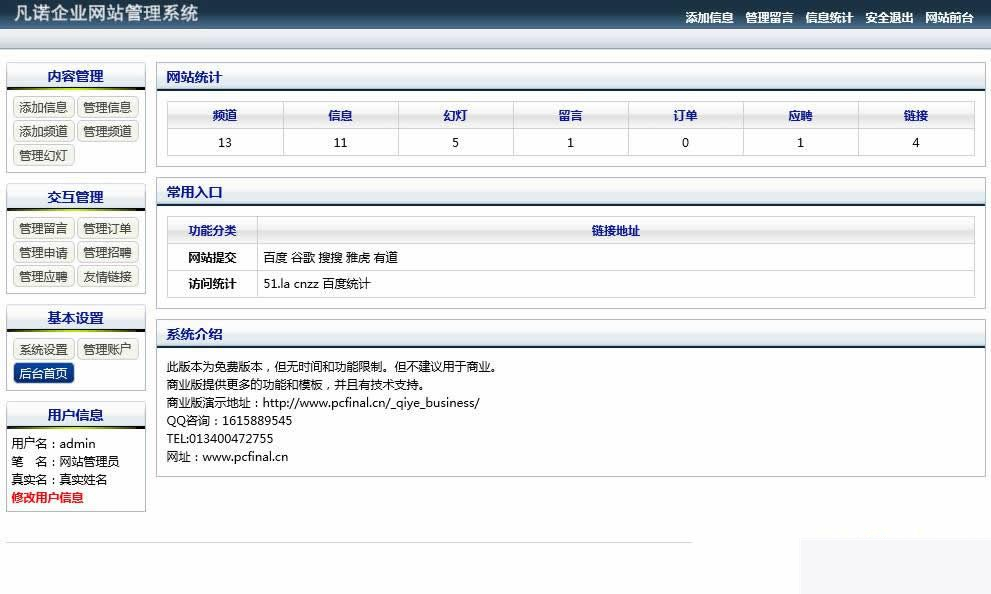 凡诺企业网站管理系统
添加信息 管理留言 信息统计 安全退出 网站前台
内容管理
添加信息 管理信息
添加频道 管理频道
管理幻灯
交互管理
管理留言 管理订单
管理申请 管理招聘
管理应聘 友情链接
基本设置
系统设置 管理账户
后台首页
用户信息
用户名：admin
笔　名：网站管理员
真实名：真实姓名
修改用户信息
网站统计
频道 信息 幻灯 留言 订单 应聘 链接
13 11 5 1 0 1 4
常用入口
功能分类 链接地址
网站提交 百度 谷歌 搜搜 雅虎 有道
访问统计 51.la cnzz 百度统计
系统介绍
此版本为免费版本，但无时间和功能限制。但不建议用于商业。
商业版提供更多的功能和模板，并且有技术支持。
商业版演示地址：http://www.pcfinal.cn/_qiye_business/
QQ咨询：1615889545
TEL:013400472755
网址：www.pcfinal.cn